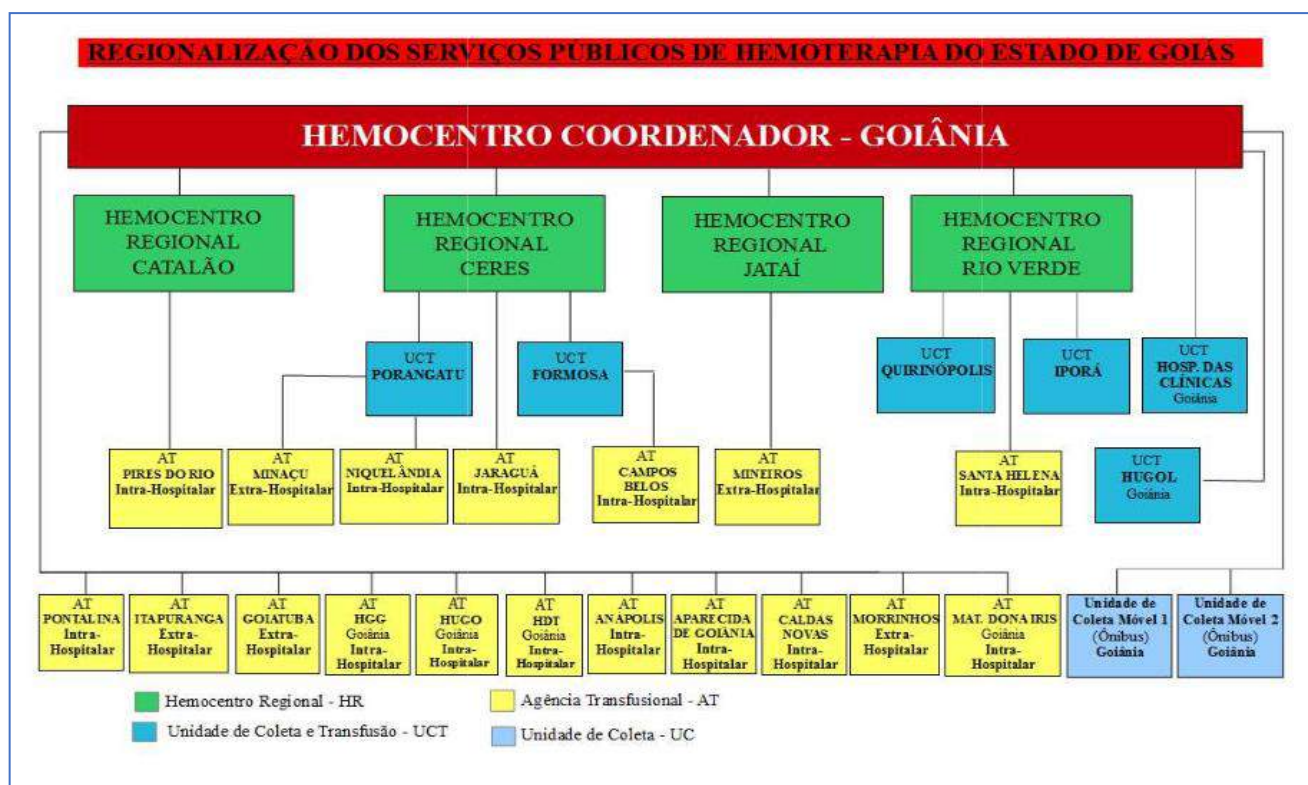 REGIONALIZAÇÃO DOS SERVIÇOS PÚBLICOS DE HEMOTERAPIA DO ESTADO DE GOIÁS
HEMOCENTRO COORDENADOR - GOIÂNIA
HEMOCENTRO
REGIONAL
CATALÃO
HEMOCENTRO
REGIONAL
CERES
HEMOCENTRO
REGIONAL
JATAÍ
HEMOCENTRO
REGIONAL
RIO VERDE
UCT
PORANGATU
UCT
FORMOSA
UCT
QUIRINÓPOLIS
UCT
IPORÁ
UCT
HOSP. DAS
CLÍNICAS
Goiânia
AT
PIRES DO RIO
Intra-Hospitalar
AT
MINAÇU
Extra-Hospitalar
AT
NIQUELÂNDIA
Intra-Hospitalar
AT
JARAGUÁ
Intra-Hospitalar
AT
CAMPOS
BELOS
Intra-Hospitalar
AT
MINEIROS
Extra-Hospitalar
AT
SANTA HELENA
Intra-Hospitalar
UCT
HUGOL
Goiânia
AT
PONTALINA
Intra-
Hospitalar
AT
ITAPURANGA
Extra-
Hospitalar
AT
GOIATUBA
Extra-
Hospitalar
AT
HGG
Goiânia
Intra-
Hospitalar
AT
HUGO
Goiânia
Intra-
Hospitalar
AT
HDT
Goiânia
Intra-
Hospitalar
AT
ANÁPOLIS
Intra-
Hospitalar
AT
APARECIDA
DE GOIÂNIA
Intra-
Hospitalar
AT
CALDAS
NOVAS
Intra-
Hospitalar
AT
MORRINHOS
Extra-
Hospitalar
AT
MAT. DONA IRIS
Goiânia
Intra-
Hospitalar
Unidade de
Coleta Móvel 1
(Ônibus)
Goiânia
Unidade de
Coleta Móvel 2
(Ônibus)
Goiânia
Hemocentro Regional - HR
Agência Transfusional - AT
Unidade de Coleta e Transfusão - UCT
Unidade de Coleta - UC